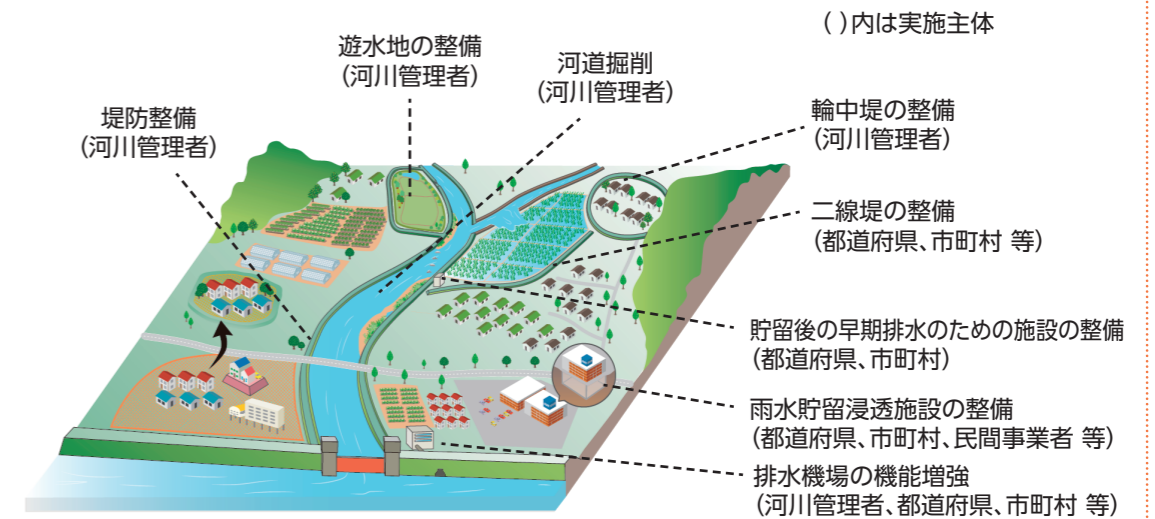 ( )内は実施主体
遊水地の整備
(河川管理者)
河道掘削
(河川管理者)
堤防整備
(河川管理者)
輪中堤の整備
(河川管理者)
二線堤の整備
(都道府県、市町村 等)
貯留後の早期排水のための施設の整備
(都道府県、市町村)
雨水貯留浸透施設の整備
(都道府県、市町村、民間事業者 等)
排水機場の機能増強
(河川管理者、都道府県、市町村 等)